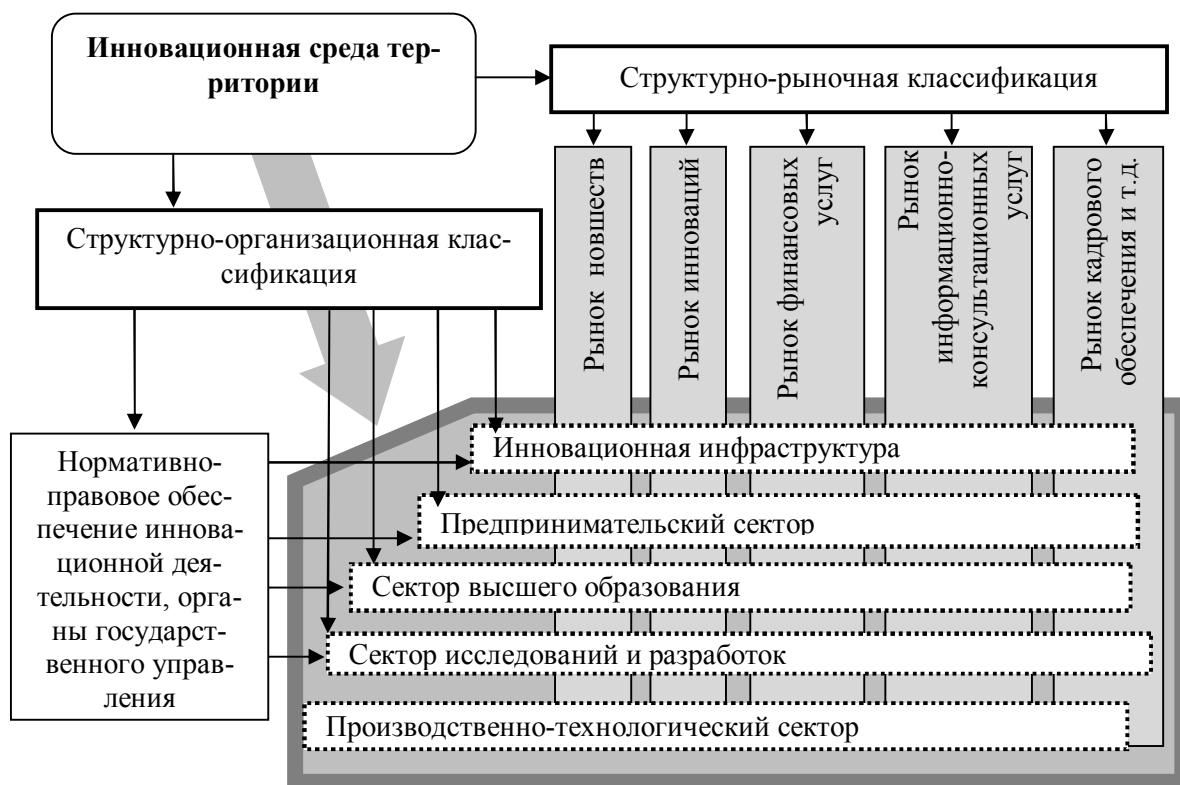 Инновационная среда тер-
ритории
Структурно-рыночная классификация
Структурно-организационная клас-
сификация
Рынок новшеств
Рынок инноваций
Рынок финансовых
услуг
Рынок
информационно-
консультационных
услуг
Рынок кадрового
обеспечения и т.д.
Нормативно-
правовое обес-
печение иннова-
ционной дея-
тельности, орга-
ны государст-
венного управ-
ления
Инновационная инфраструктура
Предпринимательский сектор
Сектор высшего образования
Сектор исследований и разработок
Производственно-технологический сектор